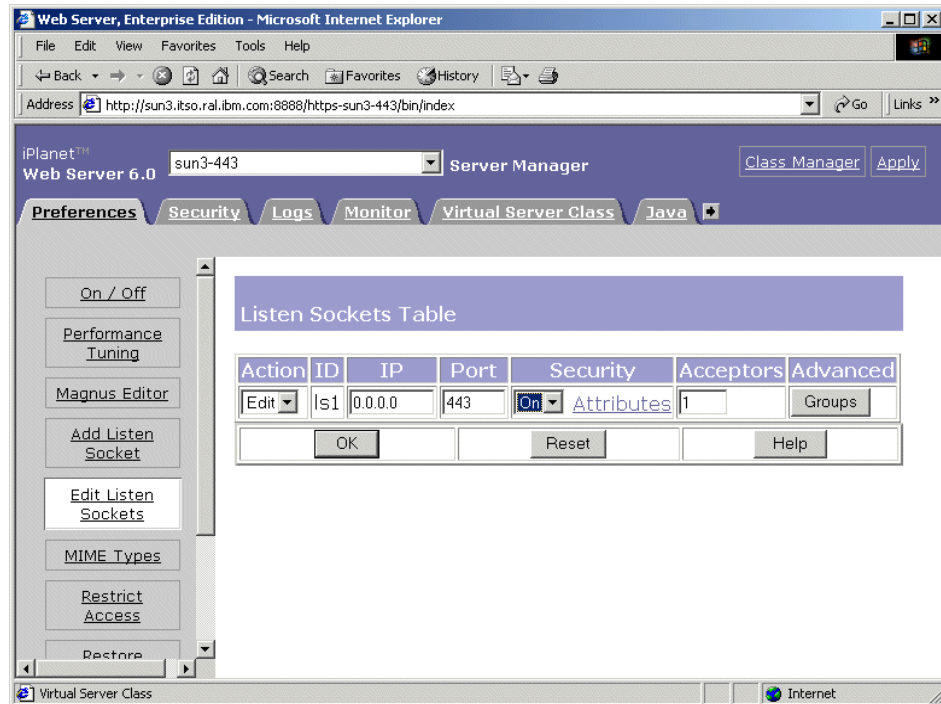 Web Server, Enterprise Edition - Microsoft Internet Explorer
File Edit View Favorites Tools Help
Back Search Favorites History
Address http://sun3.itso.ral.ibm.com:8888/https-sun3-443/bin/index Go Links »
iPlanet™
Web Server 6.0 sun3-443 Server Manager Class Manager Apply
Preferences Security Logs Monitor Virtual Server Class Java
On / Off
Performance
Tuning
Magnus Editor
Add Listen
Socket
Edit Listen
Sockets
MIME Types
Restrict
Access
Restore
Listen Sockets Table
Action ID IP Port Security Acceptors Advanced
Edit ls1 0.0.0.0 443 On Attributes 1 Groups
OK Reset Help
Virtual Server Class Internet